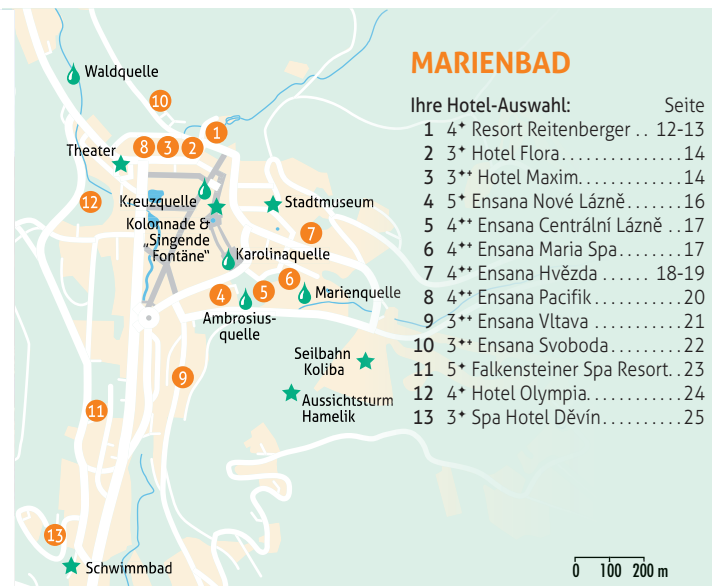 MARIENBAD
Ihre Hotel-Auswahl: Seite
1 4⁺ Resort Reitenberger .. 12-13
2 3⁺ Hotel Flora..............14
3 3⁺⁺ Hotel Maxim............14
4 5⁺ Ensana Nové Lázně.......16
5 4⁺⁺ Ensana Centrální Lázně ..17
6 4⁺⁺ Ensana Maria Spa.......17
7 4⁺⁺ Ensana Hvězda ...... 18-19
8 4⁺⁺ Ensana Pacifik ..........20
9 3⁺⁺ Ensana Vltava ..........21
10 3⁺⁺ Ensana Svoboda.........22
11 5⁺ Falkensteiner Spa Resort..23
12 4⁺ Hotel Olympia...........24
13 3⁺ Spa Hotel Děvín..........25
Waldquelle
10
1
Theater
8 3 2
12
Kreuzquelle
Stadtmuseum
Kolonnade &
„Singende
Fontäne"
7
Karolinaquelle
6
4
5
Marienquelle
Ambrosius-
quelle
Seilbahn
Koliba
9
Aussichtsturm
Hamelik
11
13
Schwimmbad
0 100 200 m